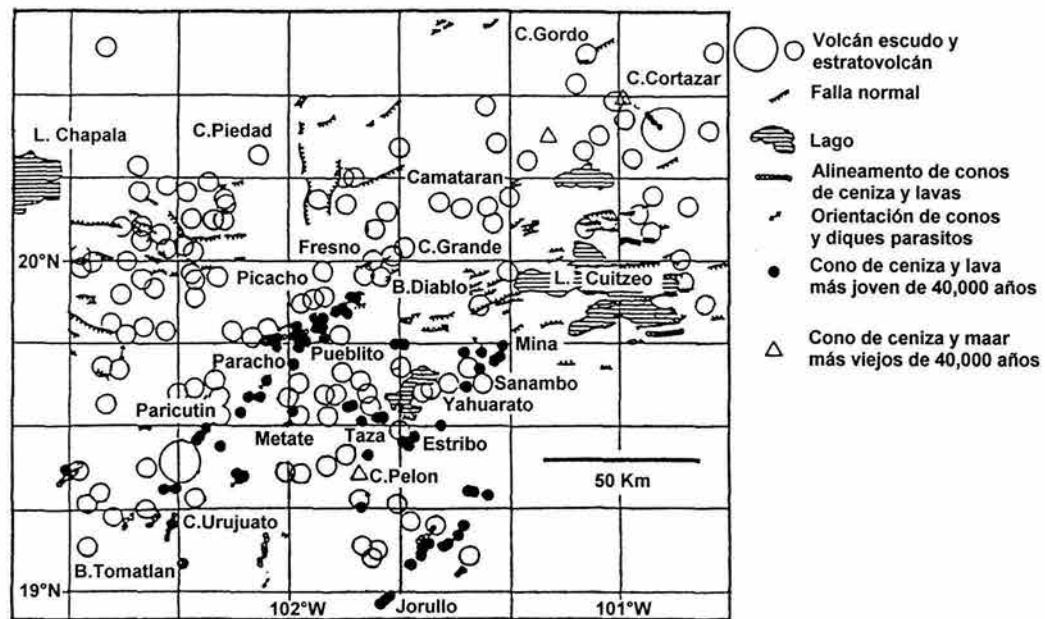 C.Gordo
C.Cortazar
L. Chapala
C.Piedad
Camataran
Fresno
C.Grande
20°N
Picacho
B.Diablo
L. Cuitzeo
Mina
Paracho
Pueblito
Sanambo
Yahuarato
Paricutin
Metate
Taza
Estribo
C.Pelon
50 Km
C.Urujuato
B.Tomatlan
19°N
102°W
Jorullo
101°W
Volcán escudo y
estratovolcán
Falla normal
Lago
Alineamento de conos
de ceniza y lavas
Orientación de conos
y diques parasitos
Cono de ceniza y lava
más joven de 40,000 años
Cono de ceniza y maar
más viejos de 40,000 años